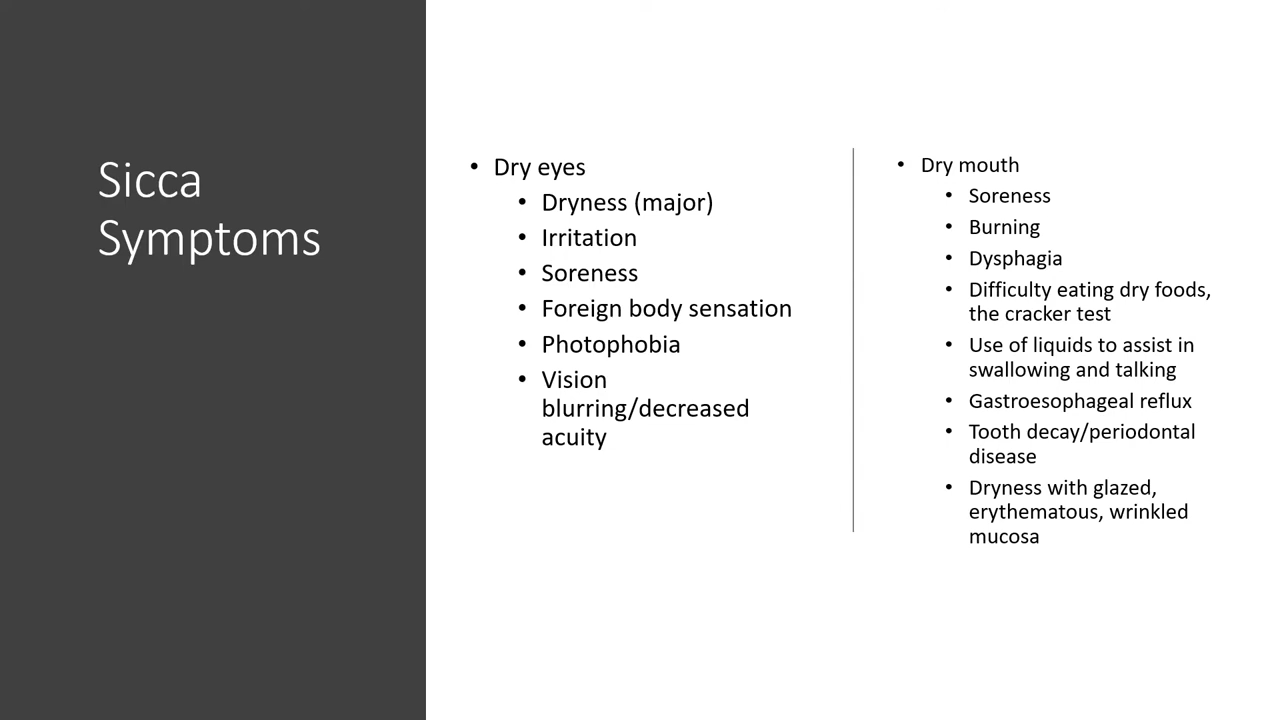 Sicca
Symptoms
• Dry eyes
• Dryness (major)
• Irritation
• Soreness
• Foreign body sensation
• Photophobia
• Vision
blurring/decreased
acuity
• Dry mouth
• Soreness
• Burning
• Dysphagia
• Difficulty eating dry foods,
the cracker test
• Use of liquids to assist in
swallowing and talking
• Gastroesophageal reflux
• Tooth decay/periodontal
disease
• Dryness with glazed,
erythematous, wrinkled
mucosa